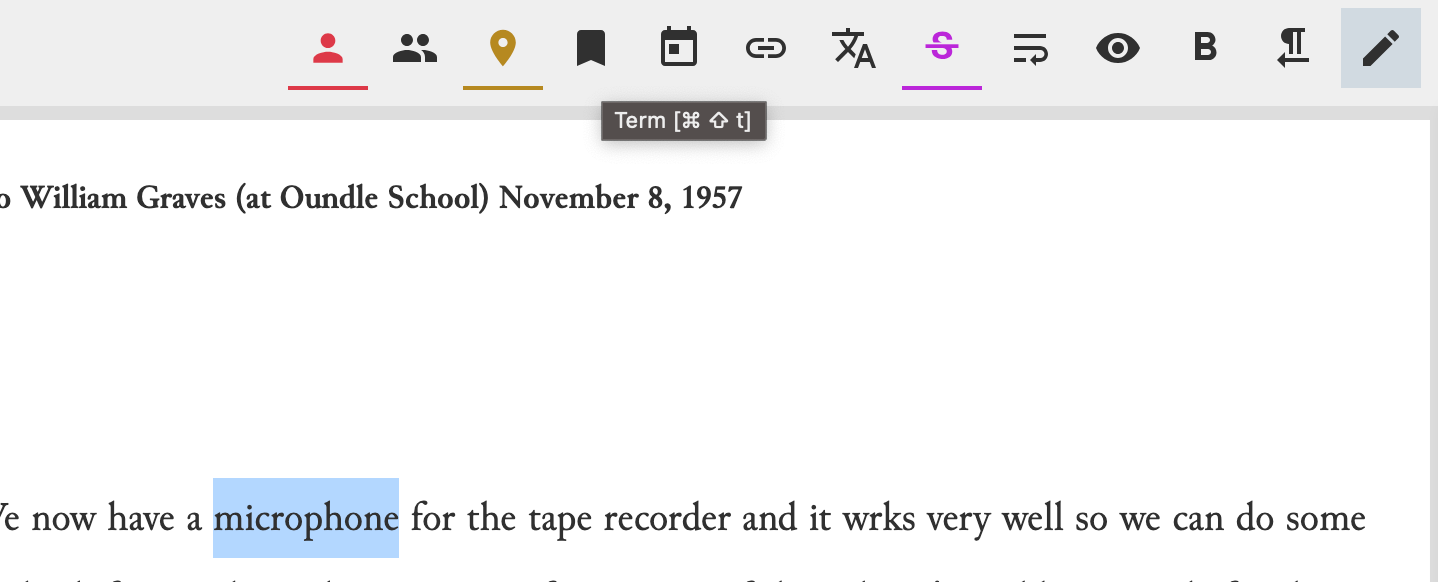 B
Term [⌘ ⇧ t]
o William Graves (at Oundle School) November 8, 1957
We now have a microphone for the tape recorder and it wrks very well so we can do some